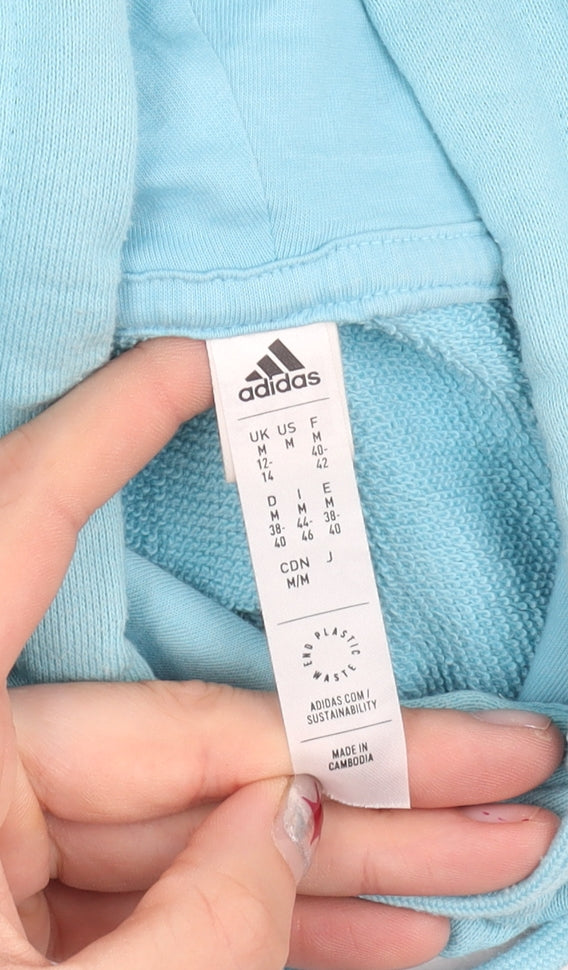 adidas
UK US F
M M M
12- 40-
14 42
D I E
M M M
38- 44- 38-
40 46 40
CDN J
M/M
END PLASTIC WASTE
ADIDAS.COM/
SUSTAINABILITY
MADE IN
CAMBODIA